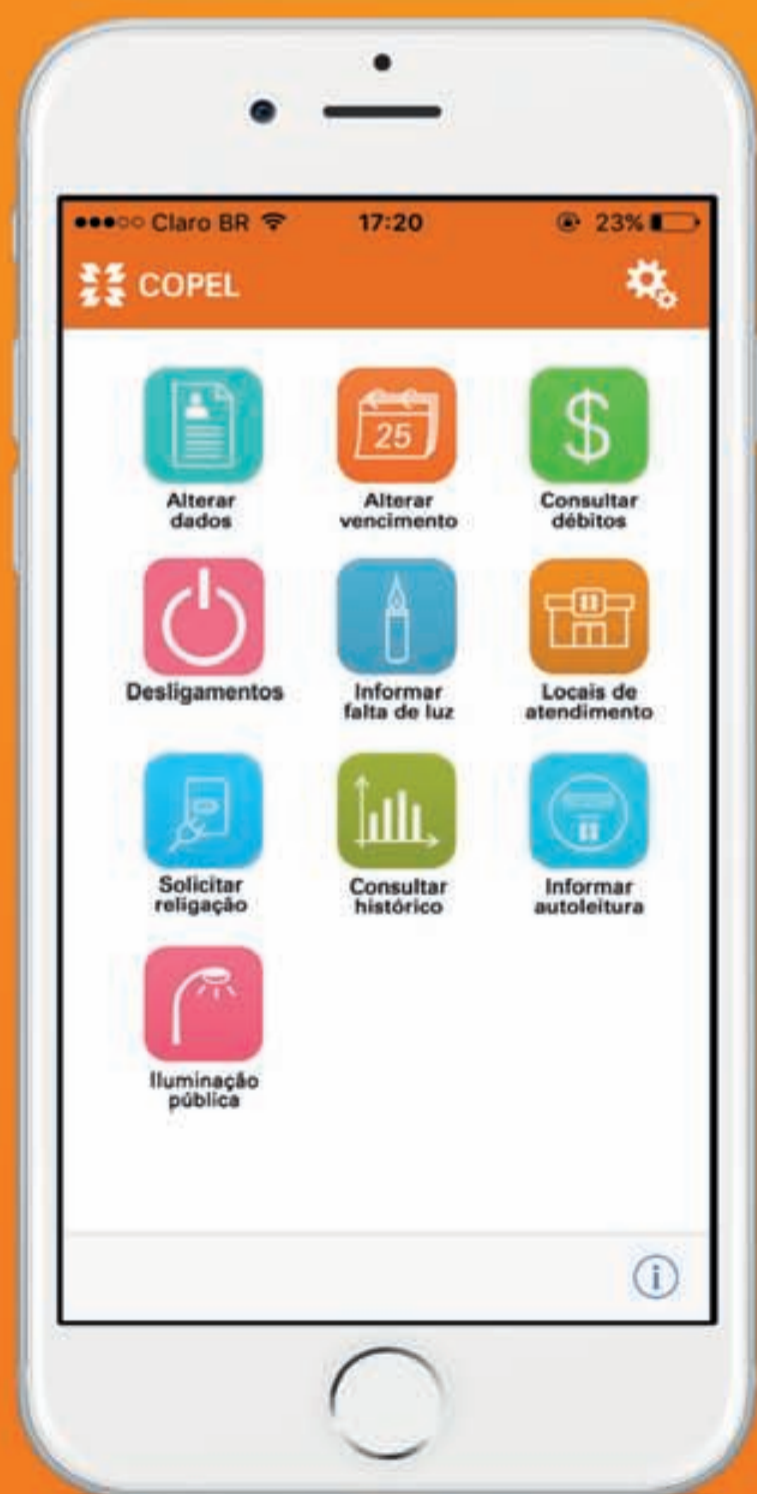 Claro BR 17:20 23%
COPEL
25
Alterar
dados
Alterar
vencimento
Consultar
débitos
Desligamentos
Informar
falta de luz
Locais de
atendimento
Solicitar
religação
Consultar
histórico
Informar
autoleitura
Iluminação
pública
i